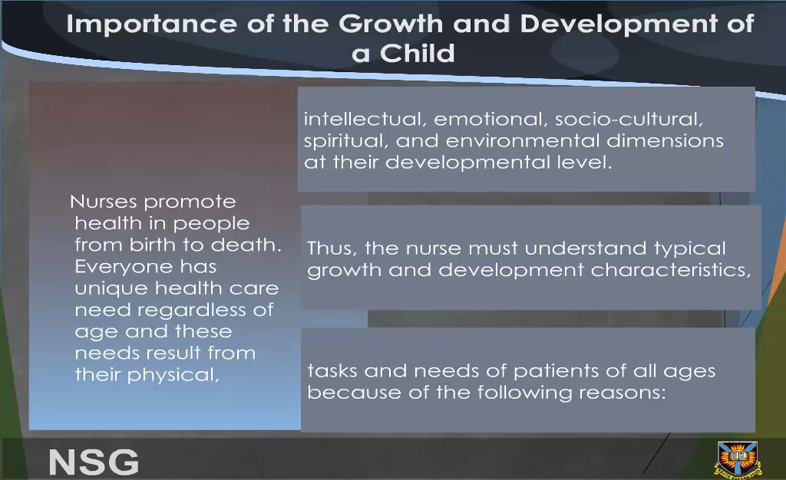 Importance of the Growth and Development of
a Child
Nurses promote
health in people
from birth to death.
Everyone has
unique health care
need regardless of
age and these
needs result from
their physical,
intellectual, emotional, socio-cultural,
spiritual, and environmental dimensions
at their developmental level.
Thus, the nurse must understand typical
growth and development characteristics,
tasks and needs of patients of all ages
because of the following reasons:
NSG